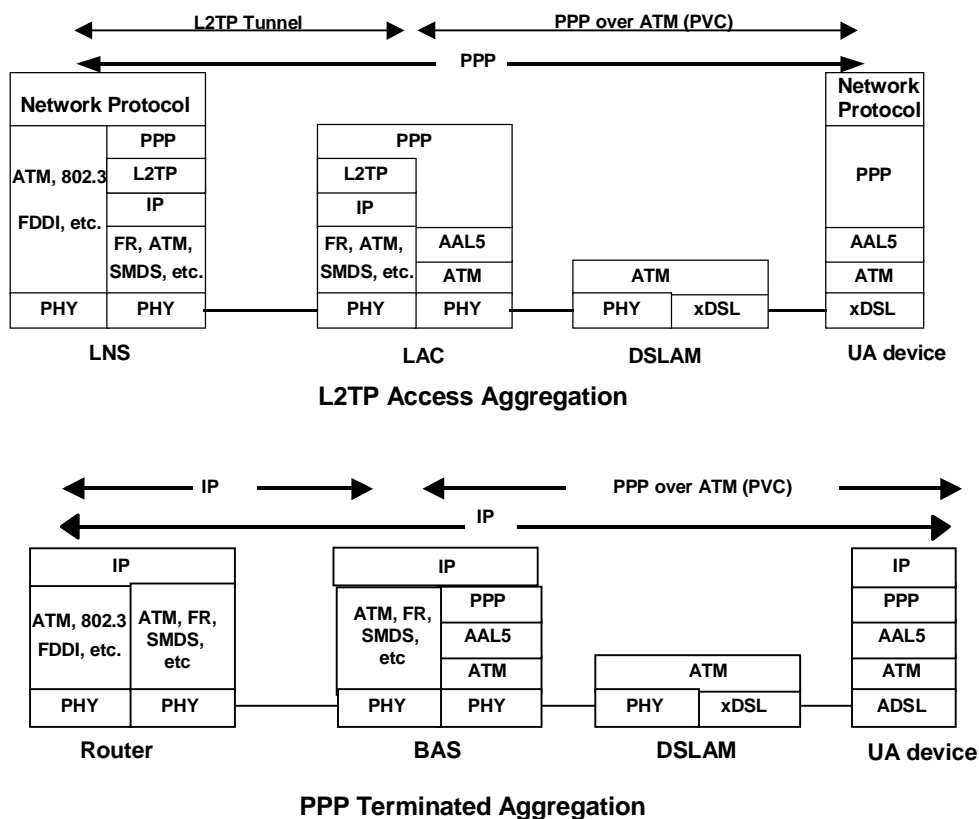 L2TP Tunnel
PPP over ATM (PVC)
PPP
Network Protocol
ATM, 802.3
FDDI, etc.
PHY
PPP
L2TP
IP
FR, ATM,
SMDS, etc.
PHY
LNS
PPP
L2TP
IP
FR, ATM,
SMDS, etc.
PHY
AAL5
ATM
PHY
LAC
ATM
PHY
xDSL
DSLAM
Network
Protocol
PPP
AAL5
ATM
xDSL
UA device
L2TP Access Aggregation
IP
PPP over ATM (PVC)
IP
IP
ATM, 802.3
FDDI, etc.
PHY
ATM, FR,
SMDS,
etc
PHY
Router
IP
ATM, FR,
SMDS,
etc
PHY
PPP
AAL5
ATM
PHY
BAS
ATM
PHY
xDSL
DSLAM
IP
PPP
AAL5
ATM
ADSL
UA device
PPP Terminated Aggregation